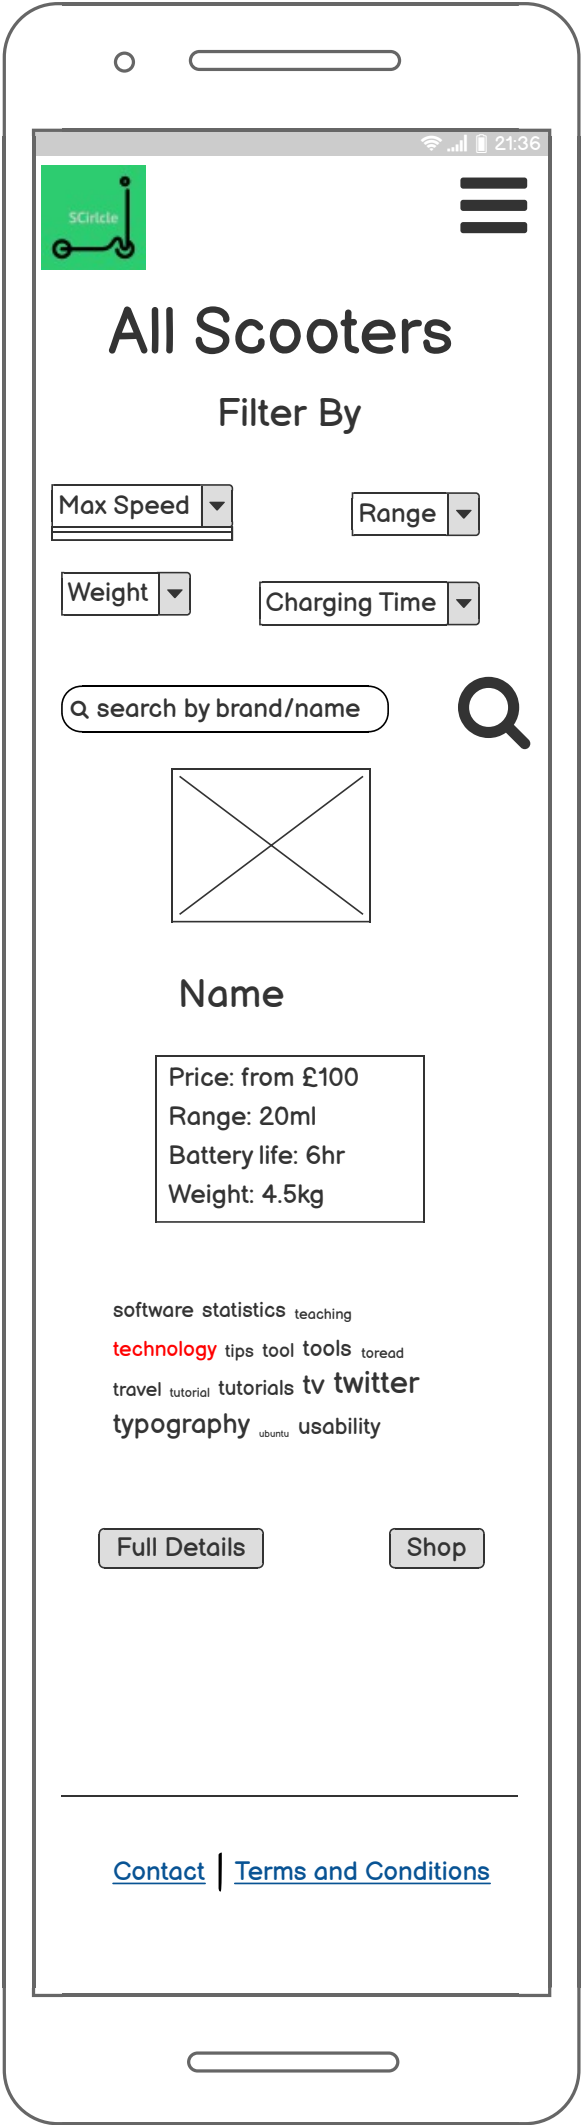 21:36
SCirlcle
All Scooters
Filter By
Max Speed
Range
Weight
Charging Time
search by brand/name
Name
Price: from £100
Range: 20ml
Battery life: 6hr
Weight: 4.5kg
software statistics teaching
technology tips tool tools toread
travel tutorial tutorials tv twitter
typography ubuntu usability
Full Details
Shop
Contact
Terms and Conditions